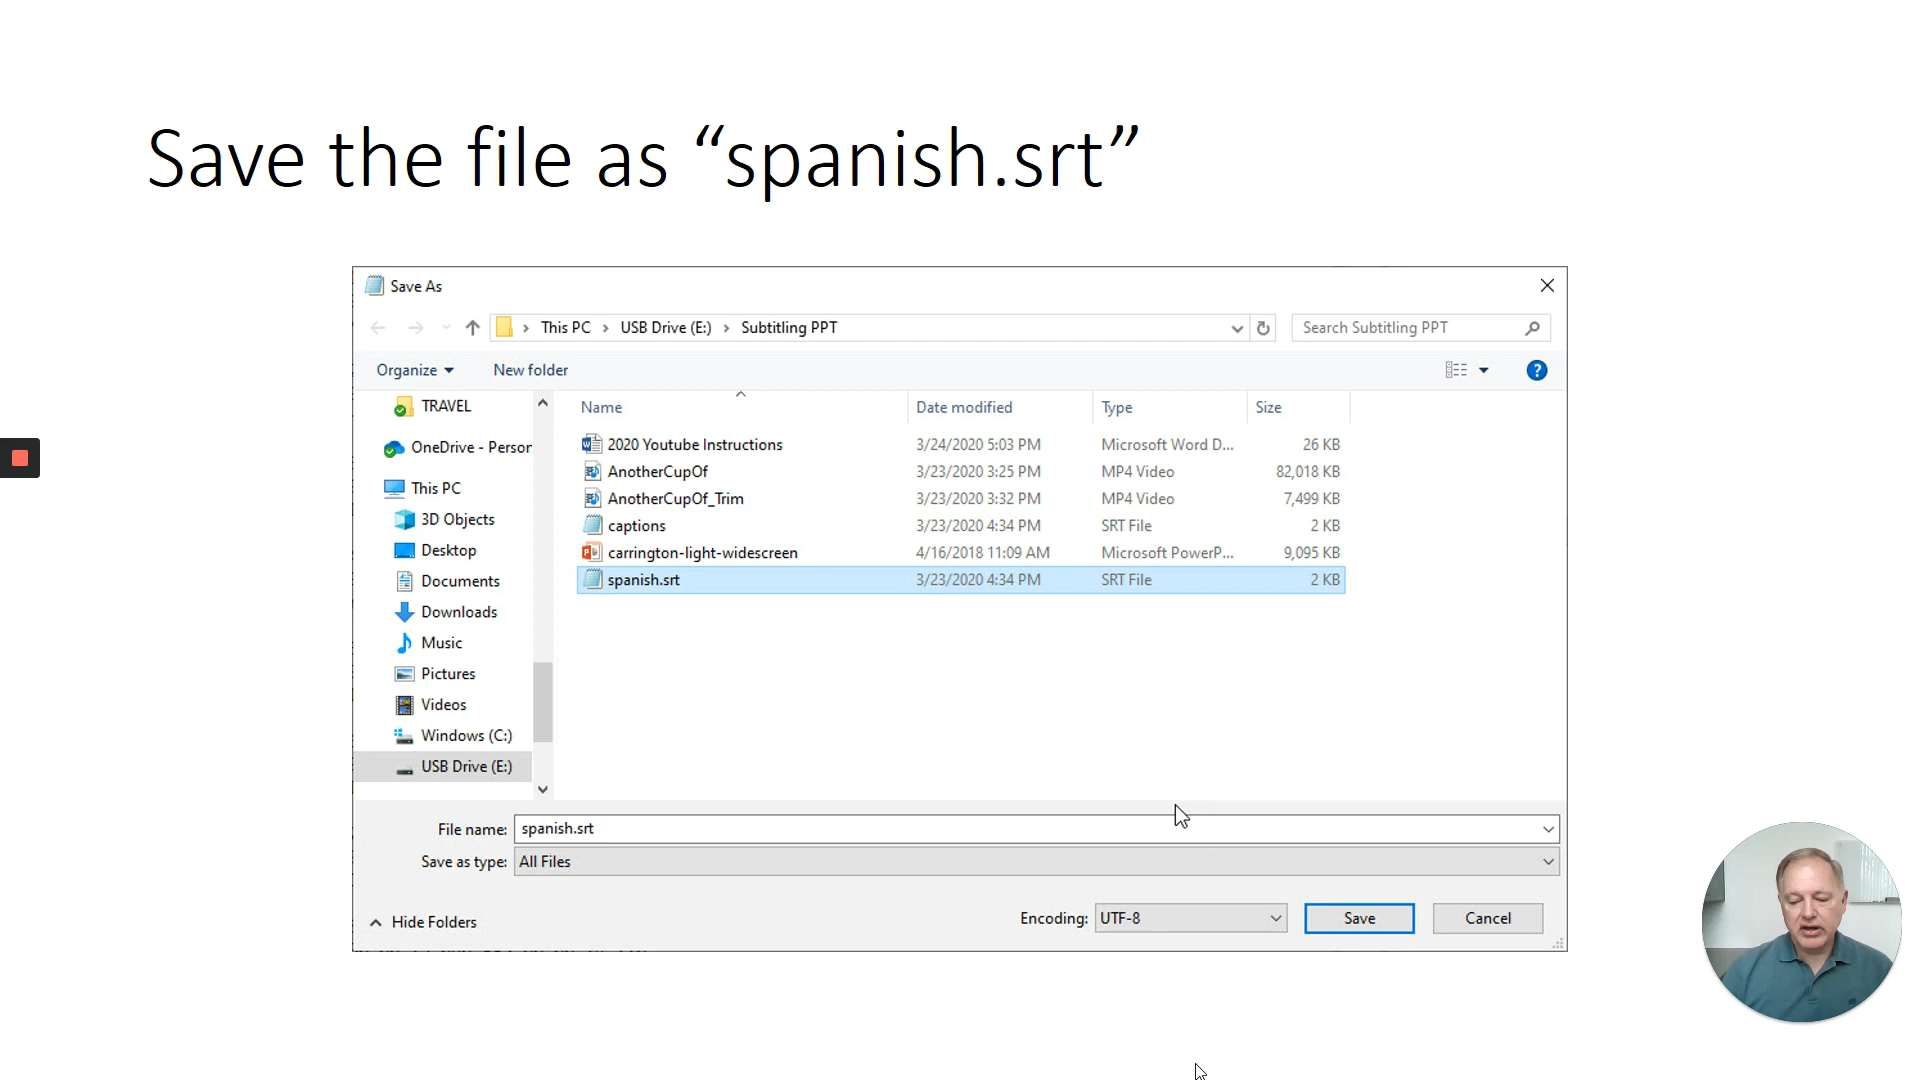 Save the file as “spanish.srt”
Save As
This PC > USB Drive (E:) > Subtitling PPT
Search Subtitling PPT
Organize
New folder
TRAVEL
OneDrive - Person
This PC
3D Objects
Desktop
Documents
Downloads
Music
Pictures
Videos
Windows (C:)
USB Drive (E:)
Name Date modified Type Size
2020 Youtube Instructions 3/24/2020 5:03 PM Microsoft Word D... 26 KB
AnotherCupOf 3/23/2020 3:25 PM MP4 Video 82,018 KB
AnotherCupOf_Trim 3/23/2020 3:32 PM MP4 Video 7,499 KB
captions 3/23/2020 4:34 PM SRT File 2 KB
carrington-light-widescreen 4/16/2018 11:09 AM Microsoft PowerP... 9,095 KB
spanish.srt 3/23/2020 4:34 PM SRT File 2 KB
File name: spanish.srt
Save as type: All Files
Hide Folders
Encoding: UTF-8
Save
Cancel